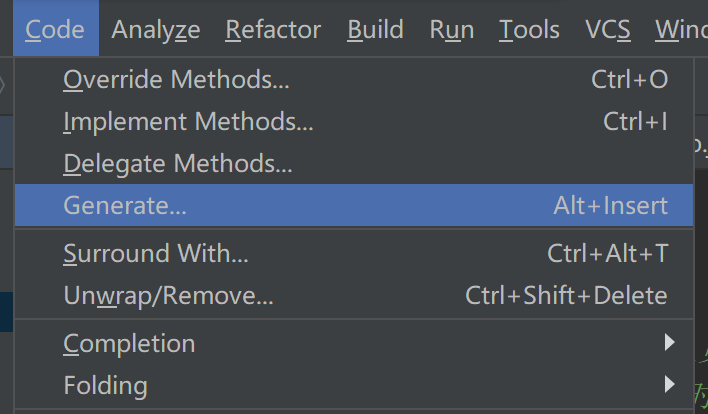 Code Analyze Refactor Build Run Tools VCS
Override Methods... Ctrl+O
Implement Methods... Ctrl+I
Delegate Methods...
Generate... Alt+Insert
Surround With... Ctrl+Alt+T
Unwrap/Remove... Ctrl+Shift+Delete
Completion
Folding